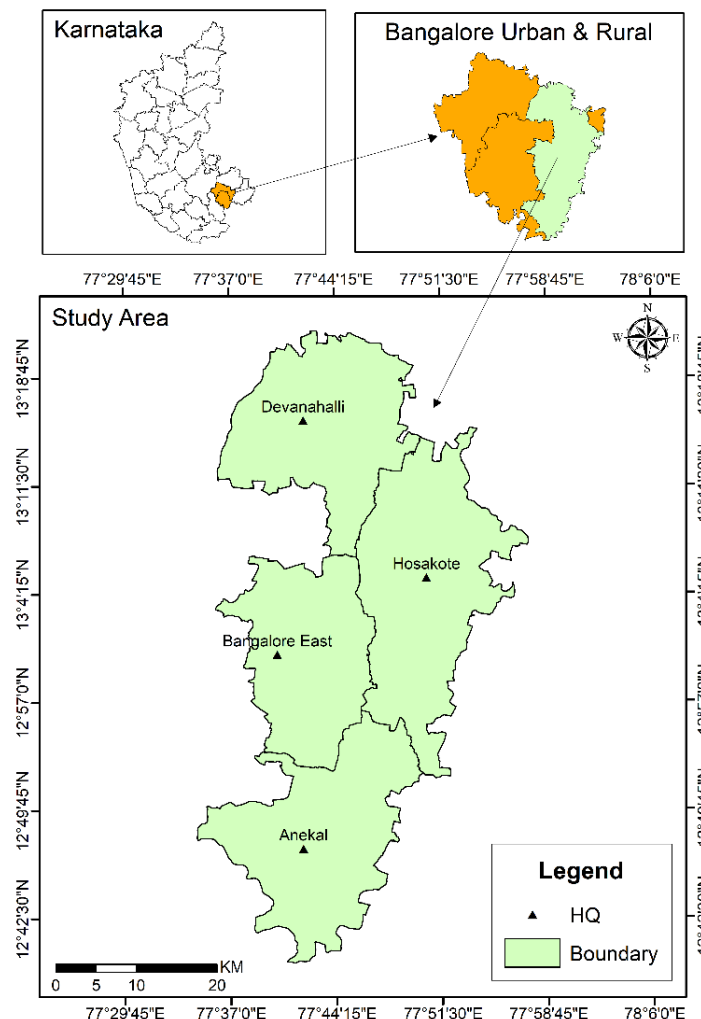 Karnataka
Bangalore Urban & Rural
77°29'45"E 77°37'0"E 77°44'15"E 77°51'30"E 77°58'45"E 78°6'0"E
Study Area
N
W E
S
13°18'45"N
Devanahalli
13°11'30"N
Hosakote
13°4'15"N
Bangalore East
12°57'0"N
12°49'45"N
Anekal
Legend
HQ
Boundary
12°42'30"N
KM
0 5 10 20
77°29'45"E 77°37'0"E 77°44'15"E 77°51'30"E 77°58'45"E 78°6'0"E